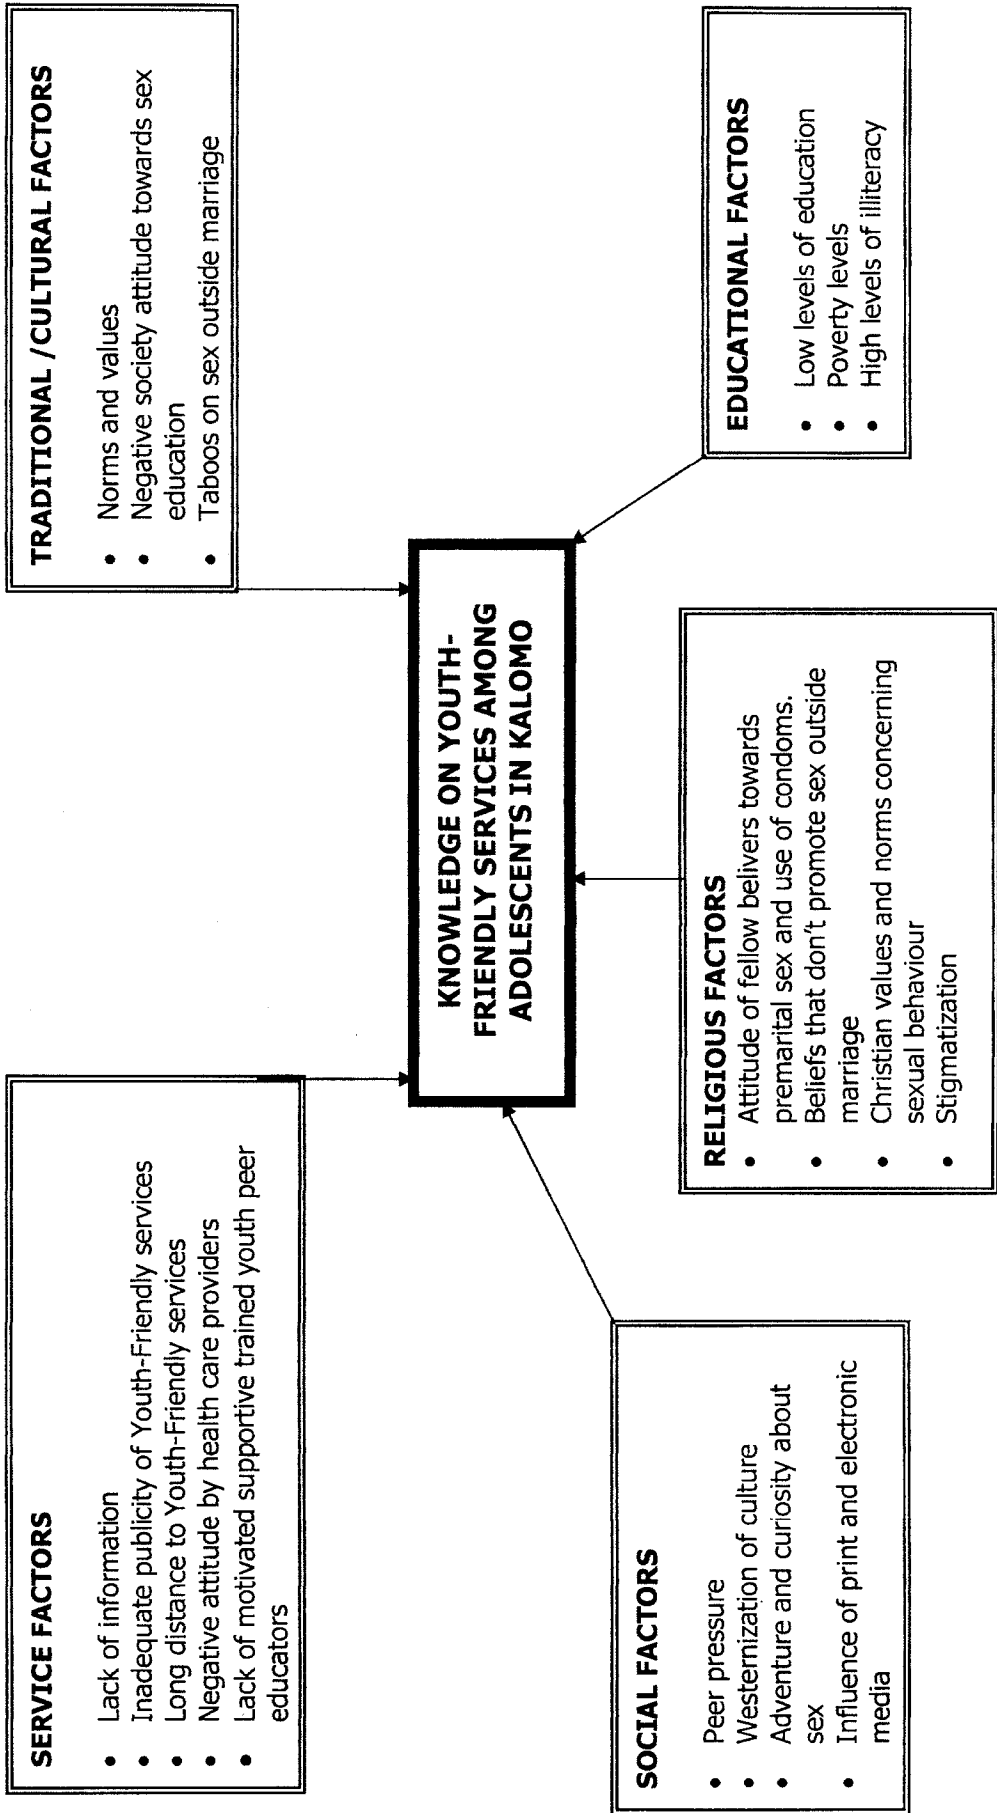 SERVICE FACTORS
• Lack of information
• Inadequate publicity of Youth-Friendly services
• Long distance to Youth-Friendly services
• Negative attitude by health care providers
• Lack of motivated supportive trained youth peer
educators
TRADITIONAL /CULTURAL FACTORS
• Norms and values
• Negative society attitude towards sex
education
• Taboos on sex outside marriage
KNOWLEDGE ON YOUTH-
FRIENDLY SERVICES AMONG
ADOLESCENTS IN KALOMO
SOCIAL FACTORS
• Peer pressure
• Westernization of culture
• Adventure and curiosity about
sex
• Influence of print and electronic
media
RELIGIOUS FACTORS
• Attitude of fellow belivers towards
premarital sex and use of condoms.
• Beliefs that don't promote sex outside
marriage
• Christian values and norms concerning
sexual behaviour
• Stigmatization
EDUCATIONAL FACTORS
• Low levels of education
• Poverty levels
• High levels of illiteracy